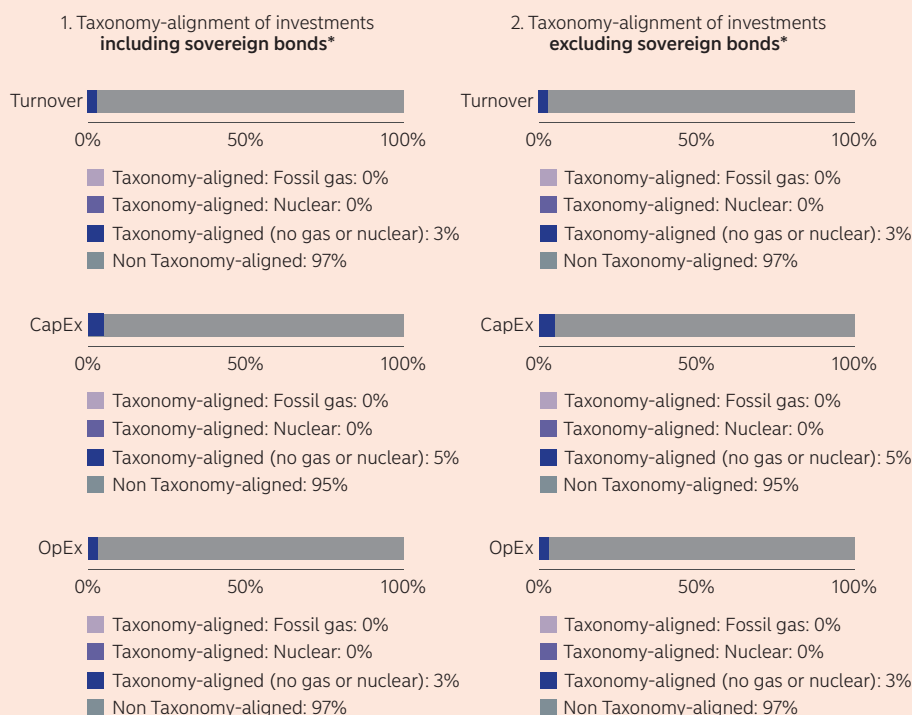 1. Taxonomy-alignment of investments
including sovereign bonds*
Turnover
0% 50% 100%
Taxonomy-aligned: Fossil gas: 0%
Taxonomy-aligned: Nuclear: 0%
Taxonomy-aligned (no gas or nuclear): 3%
Non Taxonomy-aligned: 97%
CapEx
0% 50% 100%
Taxonomy-aligned: Fossil gas: 0%
Taxonomy-aligned: Nuclear: 0%
Taxonomy-aligned (no gas or nuclear): 5%
Non Taxonomy-aligned: 95%
OpEx
0% 50% 100%
Taxonomy-aligned: Fossil gas: 0%
Taxonomy-aligned: Nuclear: 0%
Taxonomy-aligned (no gas or nuclear): 3%
Non Taxonomy-aligned: 97%
2. Taxonomy-alignment of investments
excluding sovereign bonds*
Turnover
0% 50% 100%
Taxonomy-aligned: Fossil gas: 0%
Taxonomy-aligned: Nuclear: 0%
Taxonomy-aligned (no gas or nuclear): 3%
Non Taxonomy-aligned: 97%
CapEx
0% 50% 100%
Taxonomy-aligned: Fossil gas: 0%
Taxonomy-aligned: Nuclear: 0%
Taxonomy-aligned (no gas or nuclear): 5%
Non Taxonomy-aligned: 95%
OpEx
0% 50% 100%
Taxonomy-aligned: Fossil gas: 0%
Taxonomy-aligned: Nuclear: 0%
Taxonomy-aligned (no gas or nuclear): 3%
Non Taxonomy-aligned: 97%